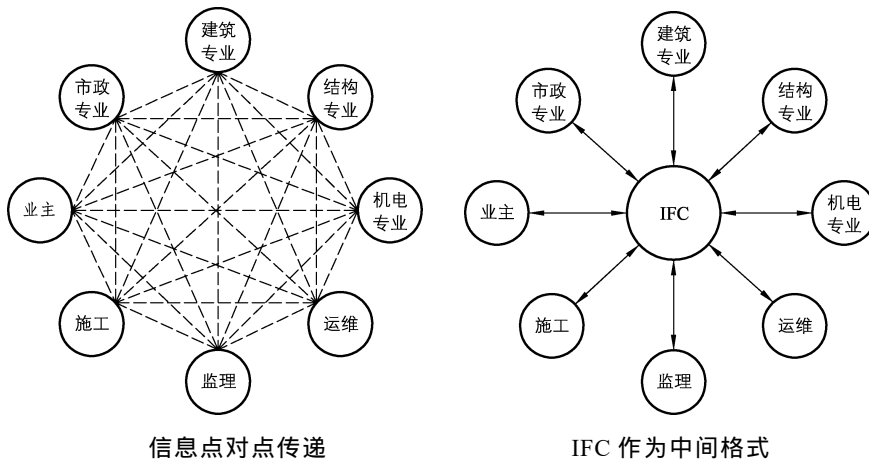 建筑
专业
市政
专业
结构
专业
业主
机电
专业
施工
运维
监理
信息点对点传递
建筑
专业
市政
专业
结构
专业
业主
IFC
机电
专业
施工
运维
监理
IFC 作为中间格式